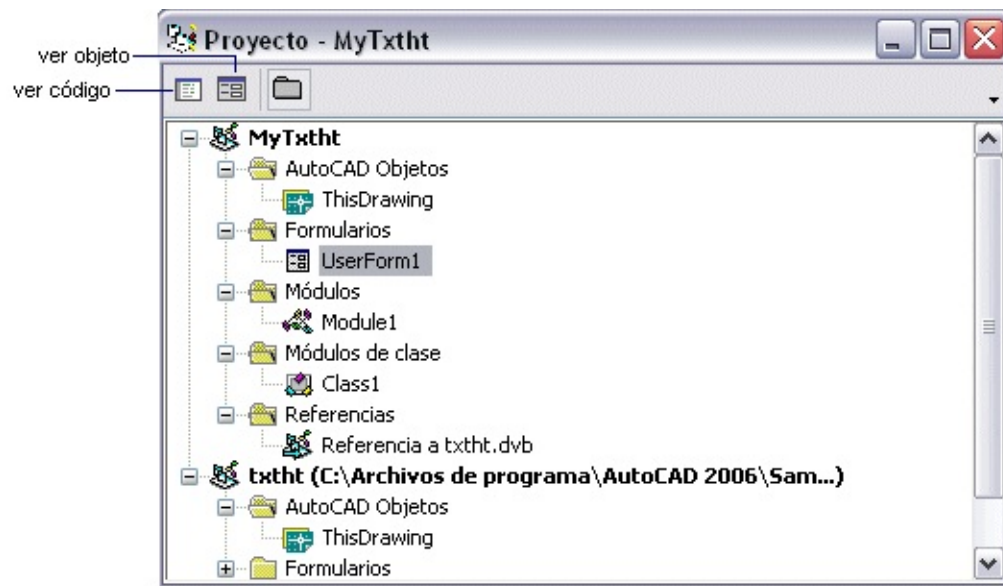 Proyecto - MyTxtht
ver objeto
ver código
MyTxtht
AutoCAD Objetos
ThisDrawing
Formularios
UserForm1
Módulos
Module1
Módulos de clase
Class1
Referencias
Referencia a txtht.dvb
txtht (C:\Archivos de programa\AutoCAD 2006\Sam...)
AutoCAD Objetos
ThisDrawing
Formularios